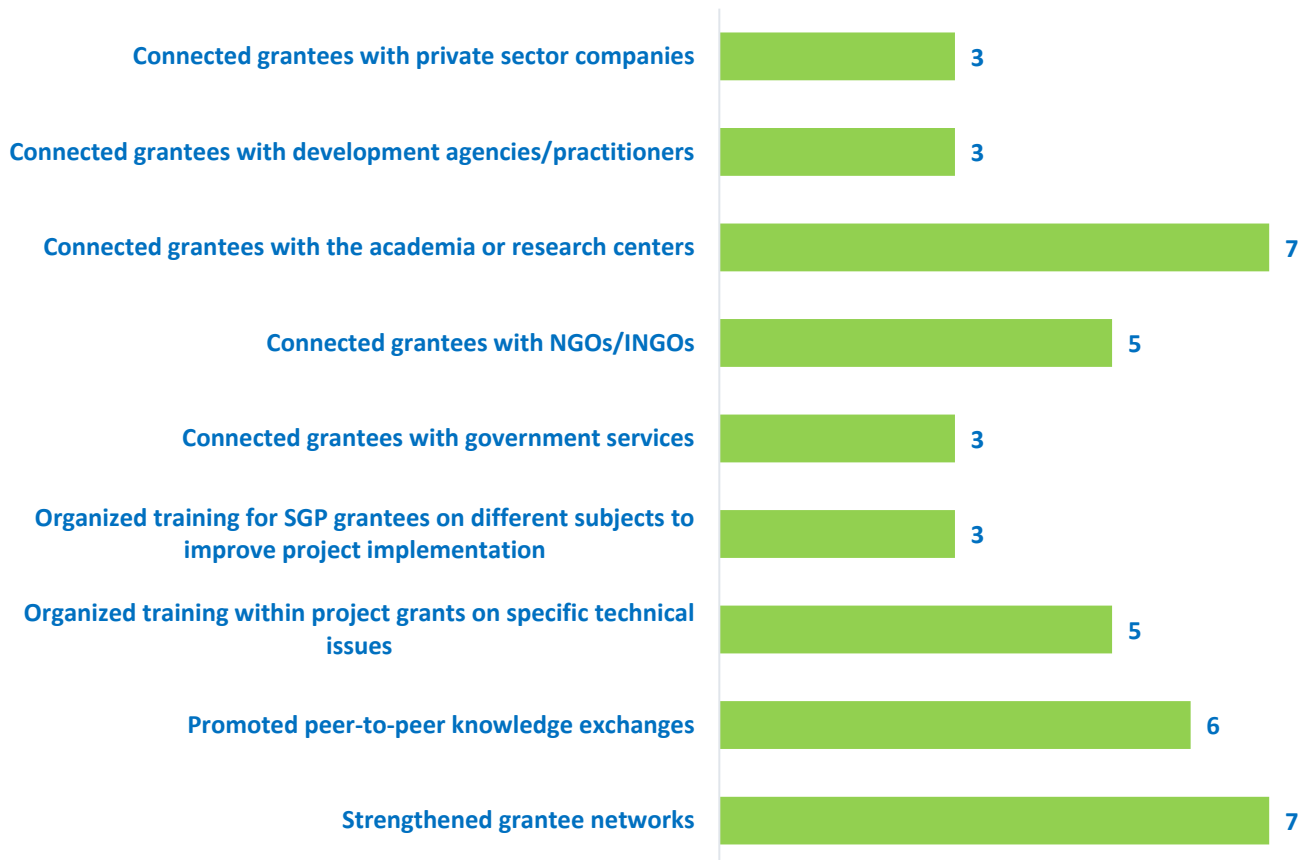 Connected grantees with private sector companies
3
Connected grantees with development agencies/practitioners
3
Connected grantees with the academia or research centers
7
Connected grantees with NGOs/INGOs
5
Connected grantees with government services
3
Organized training for SGP grantees on different subjects to
improve project implementation
3
Organized training within project grants on specific technical
issues
5
Promoted peer-to-peer knowledge exchanges
6
Strengthened grantee networks
7